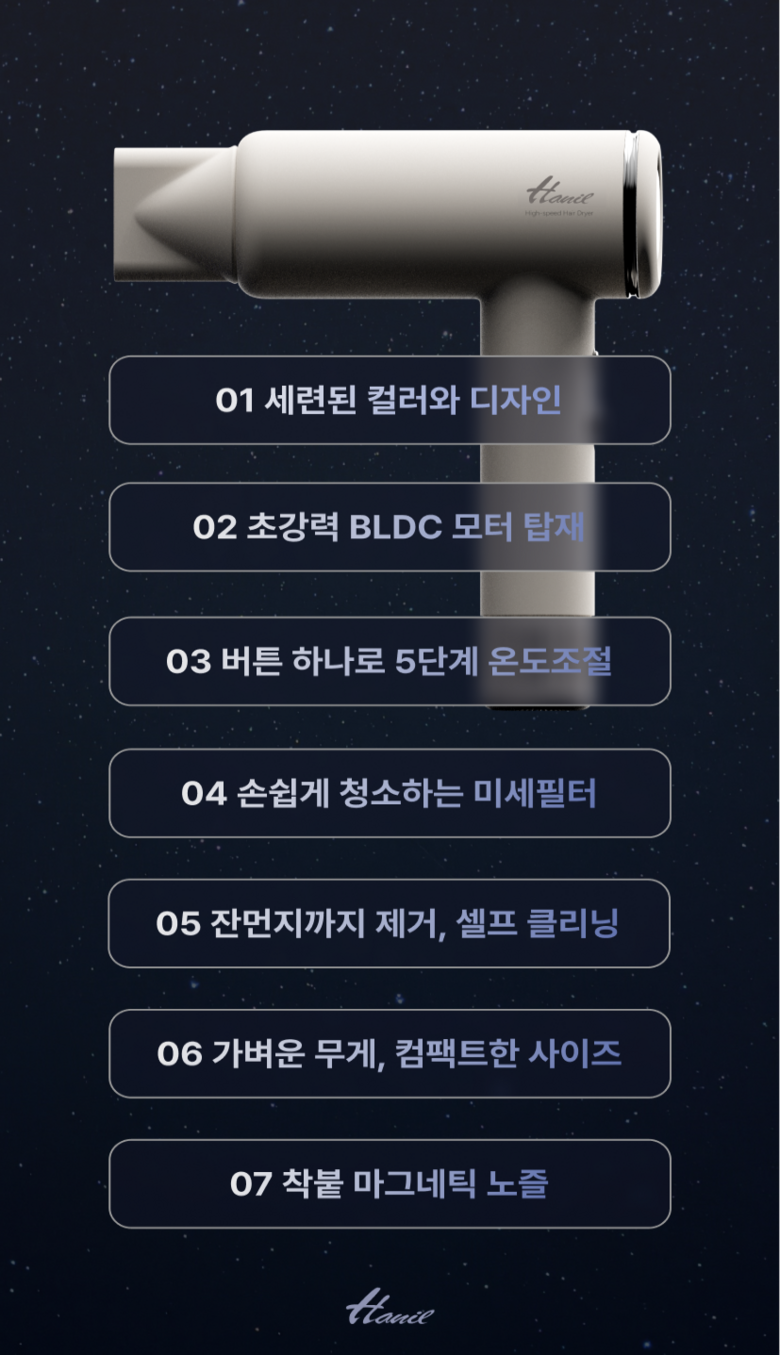 Hanil
High-speed Hair Dryer
01 세련된 컬러와 디자인
02 초강력 BLDC 모터 탑재
03 버튼 하나로 5단계 온도조절
04 손쉽게 청소하는 미세필터
05 잔먼지까지 제거, 셀프 클리닝
06 가벼운 무게, 컴팩트한 사이즈
07 착붙 마그네틱 노즐
Hanil